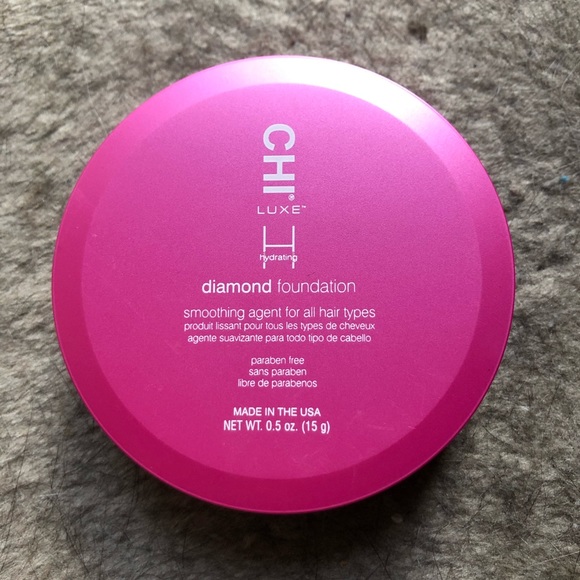 CHI®
LUXE™
H
hydrating
diamond foundation
smoothing agent for all hair types
produit lissant pour tous les types de cheveux
agente suavizante para todo tipo de cabello
paraben free
sans paraben
libre de parabenos
MADE IN THE USA
NET WT. 0.5 oz. (15 g)